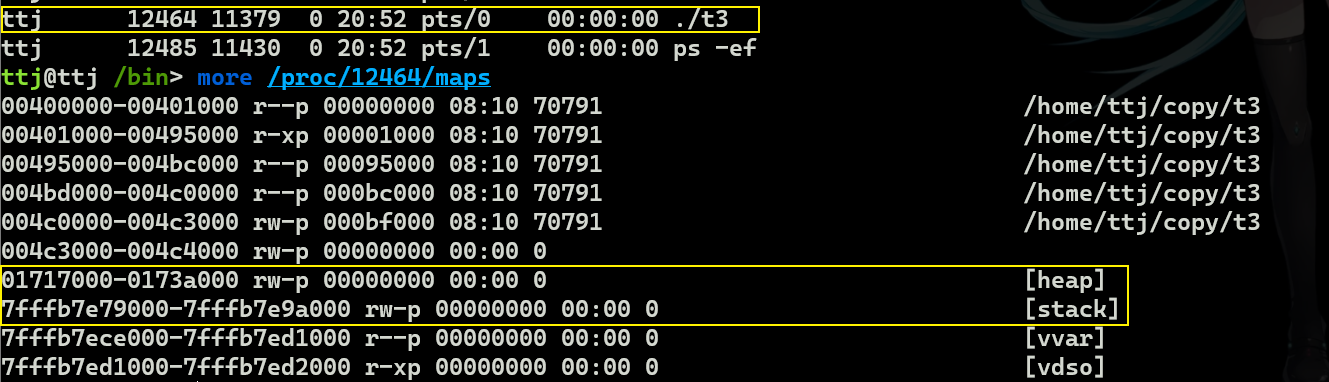 ttj      12464 11379  0 20:52 pts/0    00:00:00 ./t3
ttj      12485 11430  0 20:52 pts/1    00:00:00 ps -ef
ttj@ttj /bin> more /proc/12464/maps
00400000-00401000 r--p 00000000 08:10 70791 /home/ttj/copy/t3
00401000-00495000 r-xp 00001000 08:10 70791 /home/ttj/copy/t3
00495000-004bc000 r--p 00095000 08:10 70791 /home/ttj/copy/t3
004bd000-004c0000 r--p 000bc000 08:10 70791 /home/ttj/copy/t3
004c0000-004c3000 rw-p 000bf000 08:10 70791 /home/ttj/copy/t3
004c3000-004c4000 rw-p 00000000 00:00 0
01717000-0173a000 rw-p 00000000 00:00 0 [heap]
7fffb7e79000-7fffb7e9a000 rw-p 00000000 00:00 0 [stack]
7fffb7ece000-7fffb7ed1000 r--p 00000000 00:00 0 [vvar]
7fffb7ed1000-7fffb7ed2000 r-xp 00000000 00:00 0 [vdso]